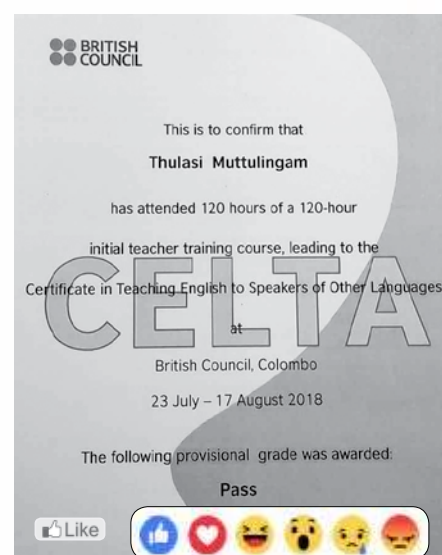 BRITISH
COUNCIL
This is to confirm that
Thulasi Muttulingam
has attended 120 hours of a 120-hour
initial teacher training course, leading to the
Certificate in Teaching English to Speakers of Other Languages
CELTA
at
British Council, Colombo
23 July – 17 August 2018
The following provisional grade was awarded:
Pass
Like